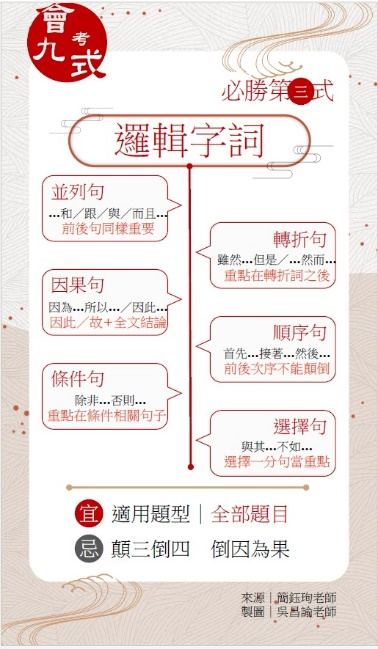 會考
九式
必勝第三式
邏輯字詞
並列句
…和／跟／與／而且…
前後句同樣重要
轉折句
雖然…但是／…然而…
重點在轉折詞之後
因果句
因為…所以…／因此…
因此／故+全文結論
順序句
首先…接著…然後…
前後次序不能顛倒
條件句
除非…否則…
重點在條件相關句子
選擇句
與其…不如…
選擇一分句當重點
宜 適用題型｜全部題目
忌 顛三倒四 倒因為果
來源｜簡鈺珣老師
製圖｜吳昌諭老師